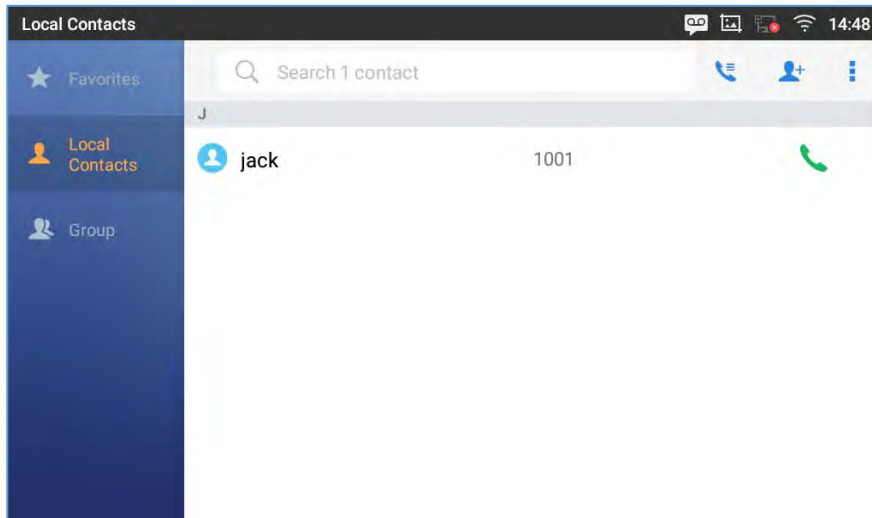 Local Contacts 14:48
Favorites
Search 1 contact
J
Local
Contacts
jack 1001
Group